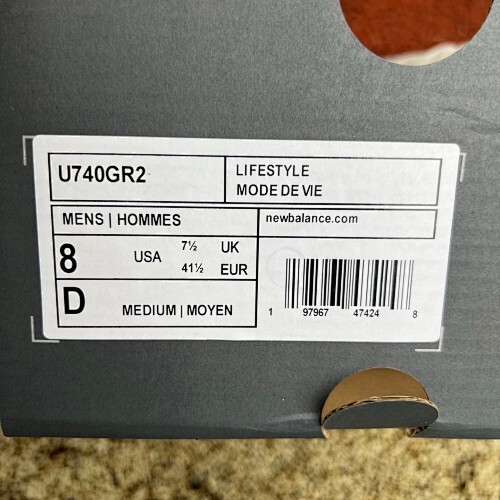 U740GR2
LIFESTYLE
MODE DE VIE
MENS | HOMMES
newbalance.com
8 USA 7½ UK
41½ EUR
D MEDIUM | MOYEN
1 97967 47424 8